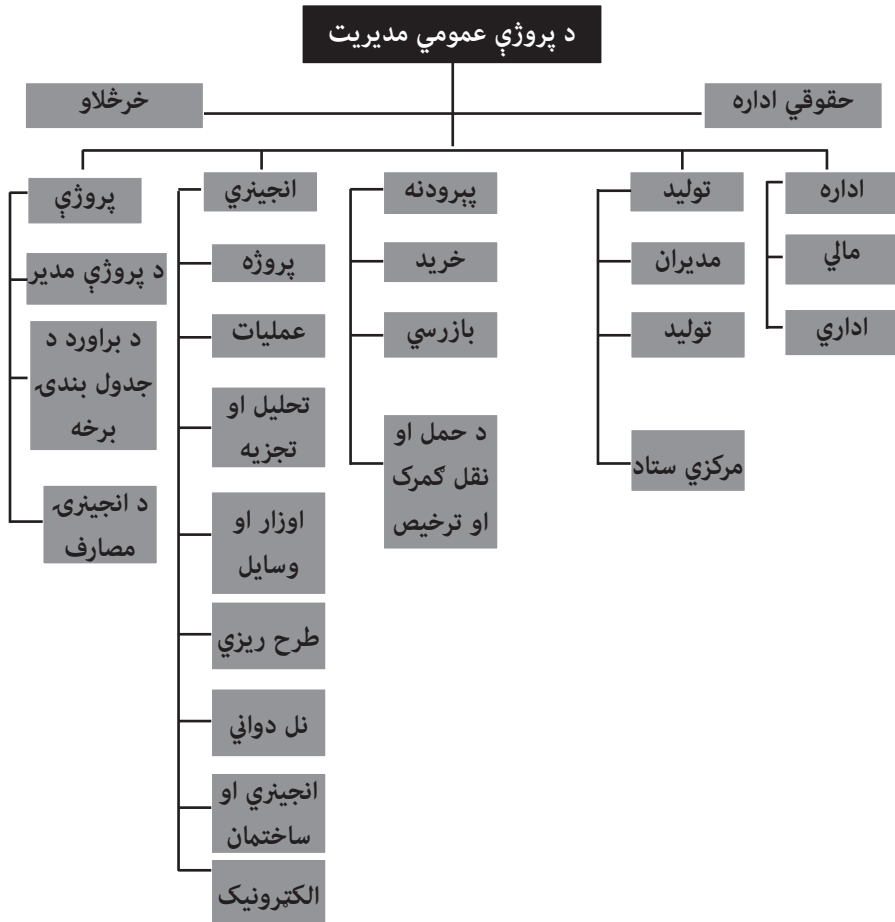 د پروژې عمومي مدیریت
حقوقي اداره
خرڅلاو
اداره
مالي
اداري
تولید
مدیران
تولید
مرکزي ستاد
پېرودنه
خرید
بازرسي
د حمل او
نقل ګمرک
او ترخیص
انجینري
پروژه
عملیات
تحلیل او
تجزیه
اوزار او
وسایل
طرح ریزي
نل دواني
انجینري او
ساختمان
الکټرونیک
پروژې
د پروژې مدیر
د براورد د
جدول بندۍ
برخه
د انجینرۍ
مصارف